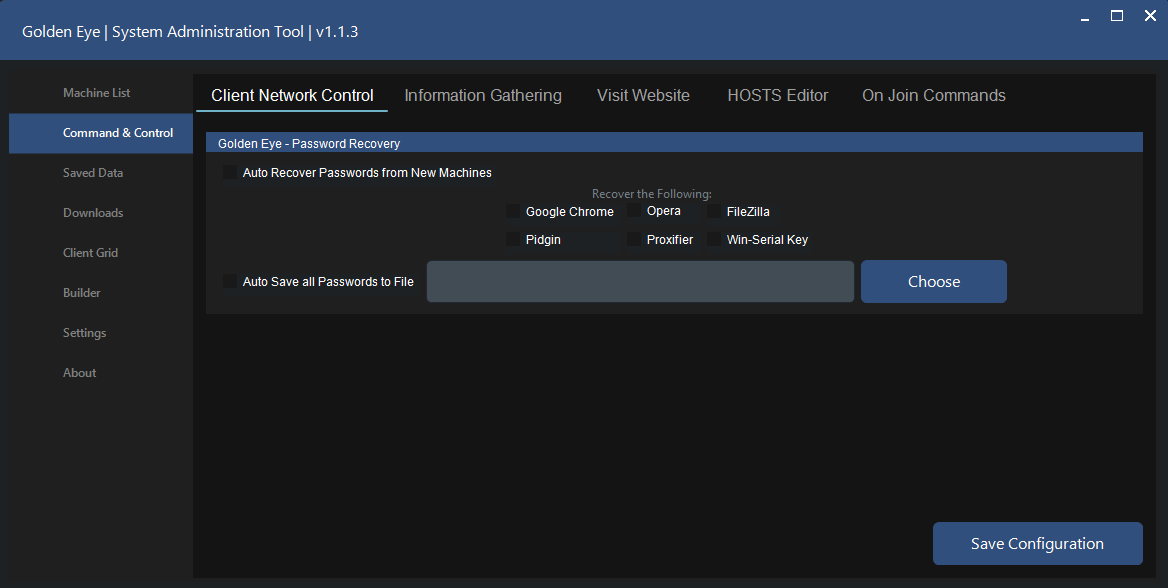 Golden Eye | System Administration Tool | v1.1.3
Machine List
Command & Control
Saved Data
Downloads
Client Grid
Builder
Settings
About
Client Network Control
Information Gathering
Visit Website
HOSTS Editor
On Join Commands
Golden Eye - Password Recovery
Auto Recover Passwords from New Machines
Recover the Following:
Google Chrome
Opera
FileZilla
Pidgin
Proxifier
Win-Serial Key
Auto Save all Passwords to File
Choose
Save Configuration